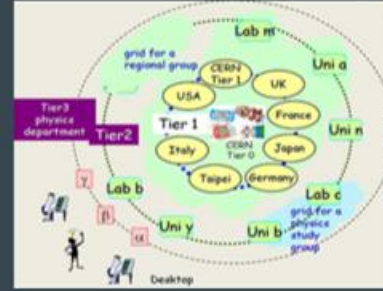 Lab m
grid for a
regional group
CERN
Tier 1
Uni a
UK
USA
Tier3
physics
department
France
Tier 1
Uni n
Tier2
CERN
Tier 0
Italy
Japan
γ
Taipei
Germany
Lab b
Lab c
β
grid for a
physics
study
group
Uni y
Uni b
α
Desktop